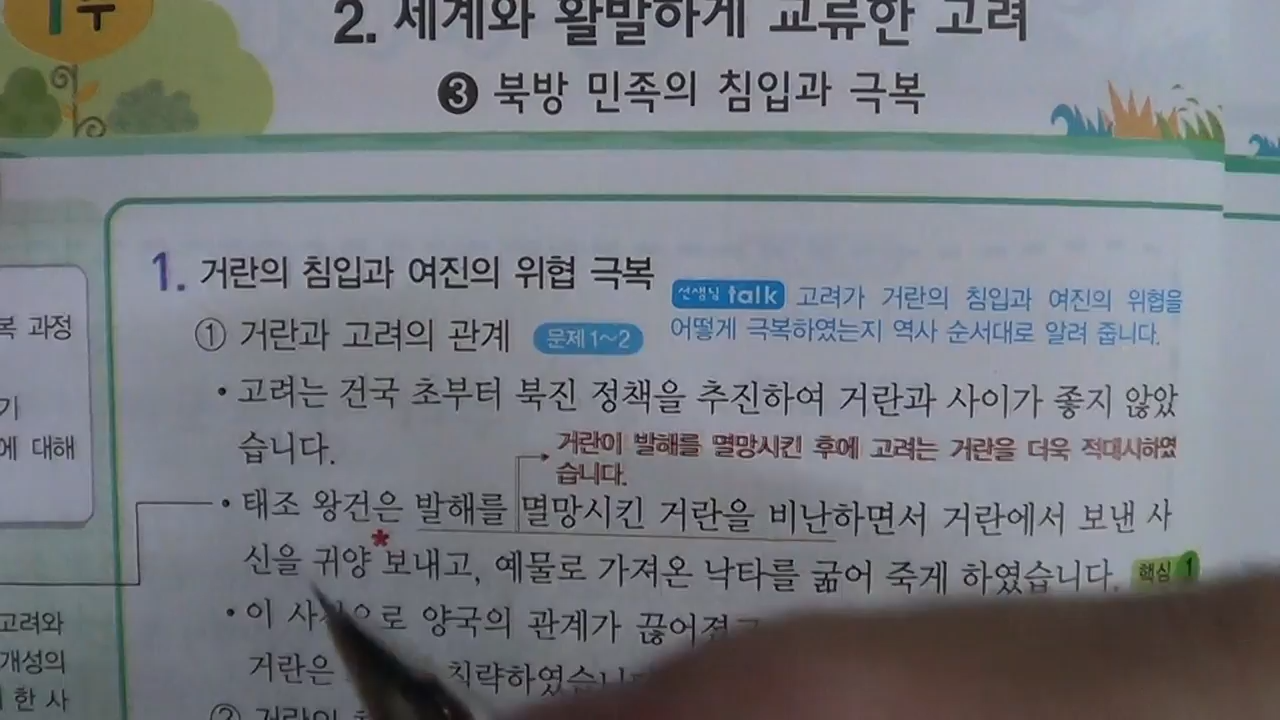 1주
2. 세계와 활발하게 교류한 고려
❸ 북방 민족의 침입과 극복
1. 거란의 침입과 여진의 위협 극복
선생님 talk 고려가 거란의 침입과 여진의 위협을
어떻게 극복하였는지 역사 순서대로 알려 줍니다.
① 거란과 고려의 관계 문제 1~2
• 고려는 건국 초부터 북진 정책을 추진하여 거란과 사이가 좋지 않았
습니다.
거란이 발해를 멸망시킨 후에 고려는 거란을 더욱 적대시하였
습니다.
• 태조 왕건은 발해를 멸망시킨 거란을 비난하면서 거란에서 보낸 사
신을 귀양*보내고, 예물로 가져온 낙타를 굶어 죽게 하였습니다. 핵심 1
• 이 양국의 관계가
거란은
② 거란의
복 과정
기
에 대해
고려와
개성의
한 사